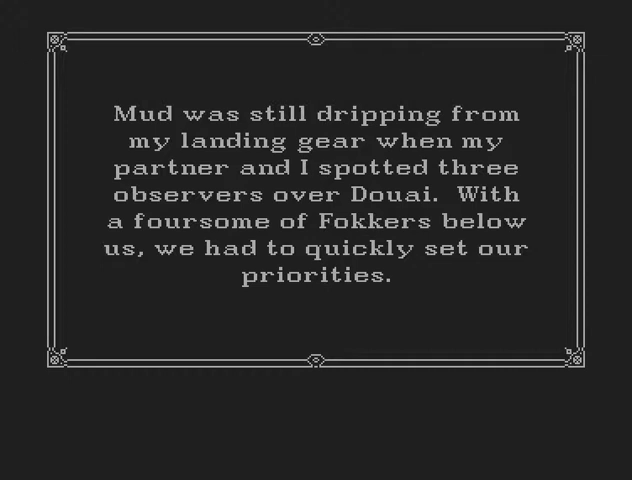 Mud was still dripping from
my landing gear when my
partner and I spotted three
observers over Douai.  With
a foursome of Fokkers below
us, we had to quickly set our
priorities.